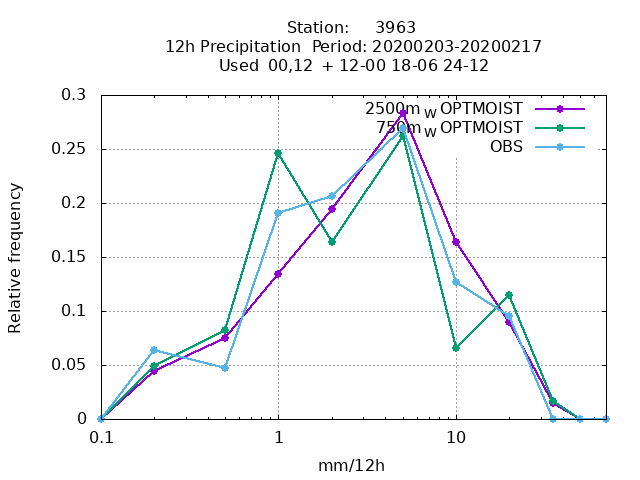 Station: 3963
12h Precipitation Period: 20200203-20200217
Used 00,12 + 12-00 18-06 24-12
2500m W OPTMOIST
750m W OPTMOIST
OBS
Relative frequency
0.3
0.25
0.2
0.15
0.1
0.05
0
0.1 1 10
mm/12h